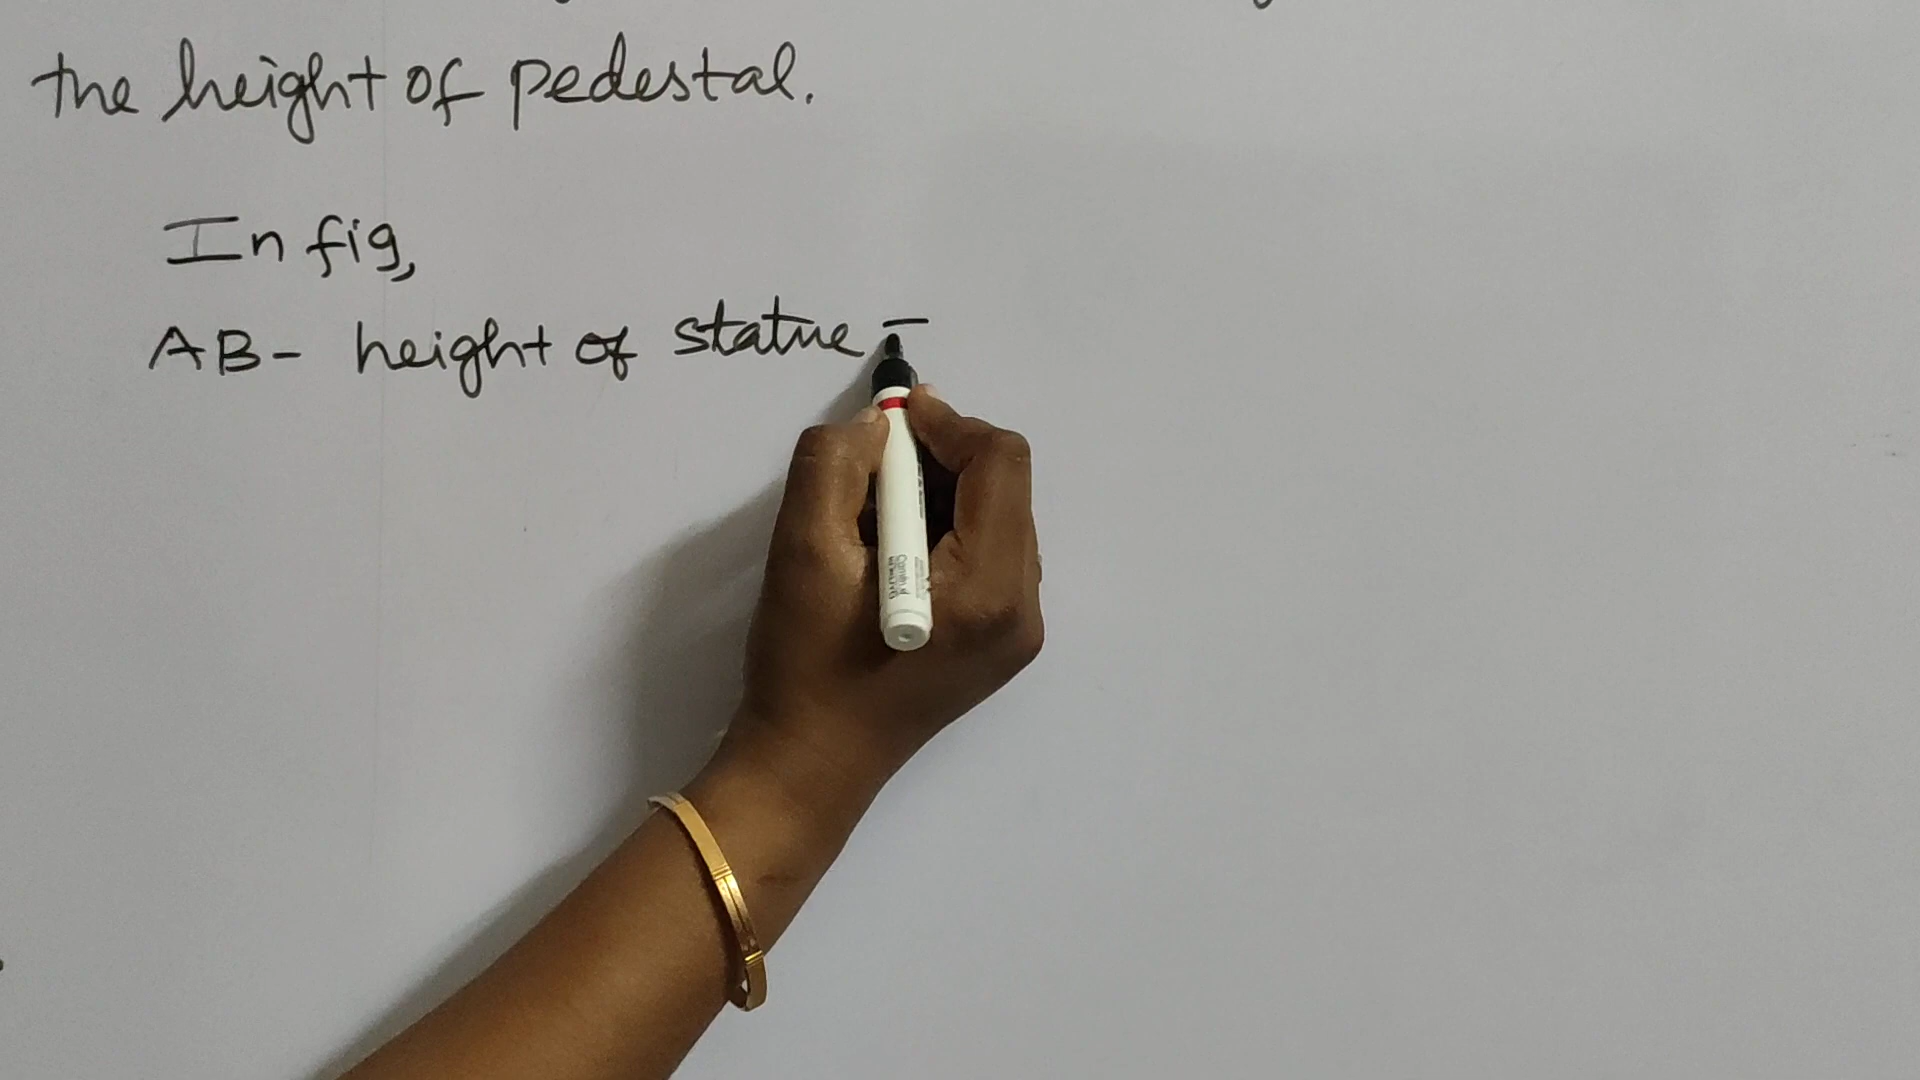 the height of pedestal.
In fig,
AB- height of statue =